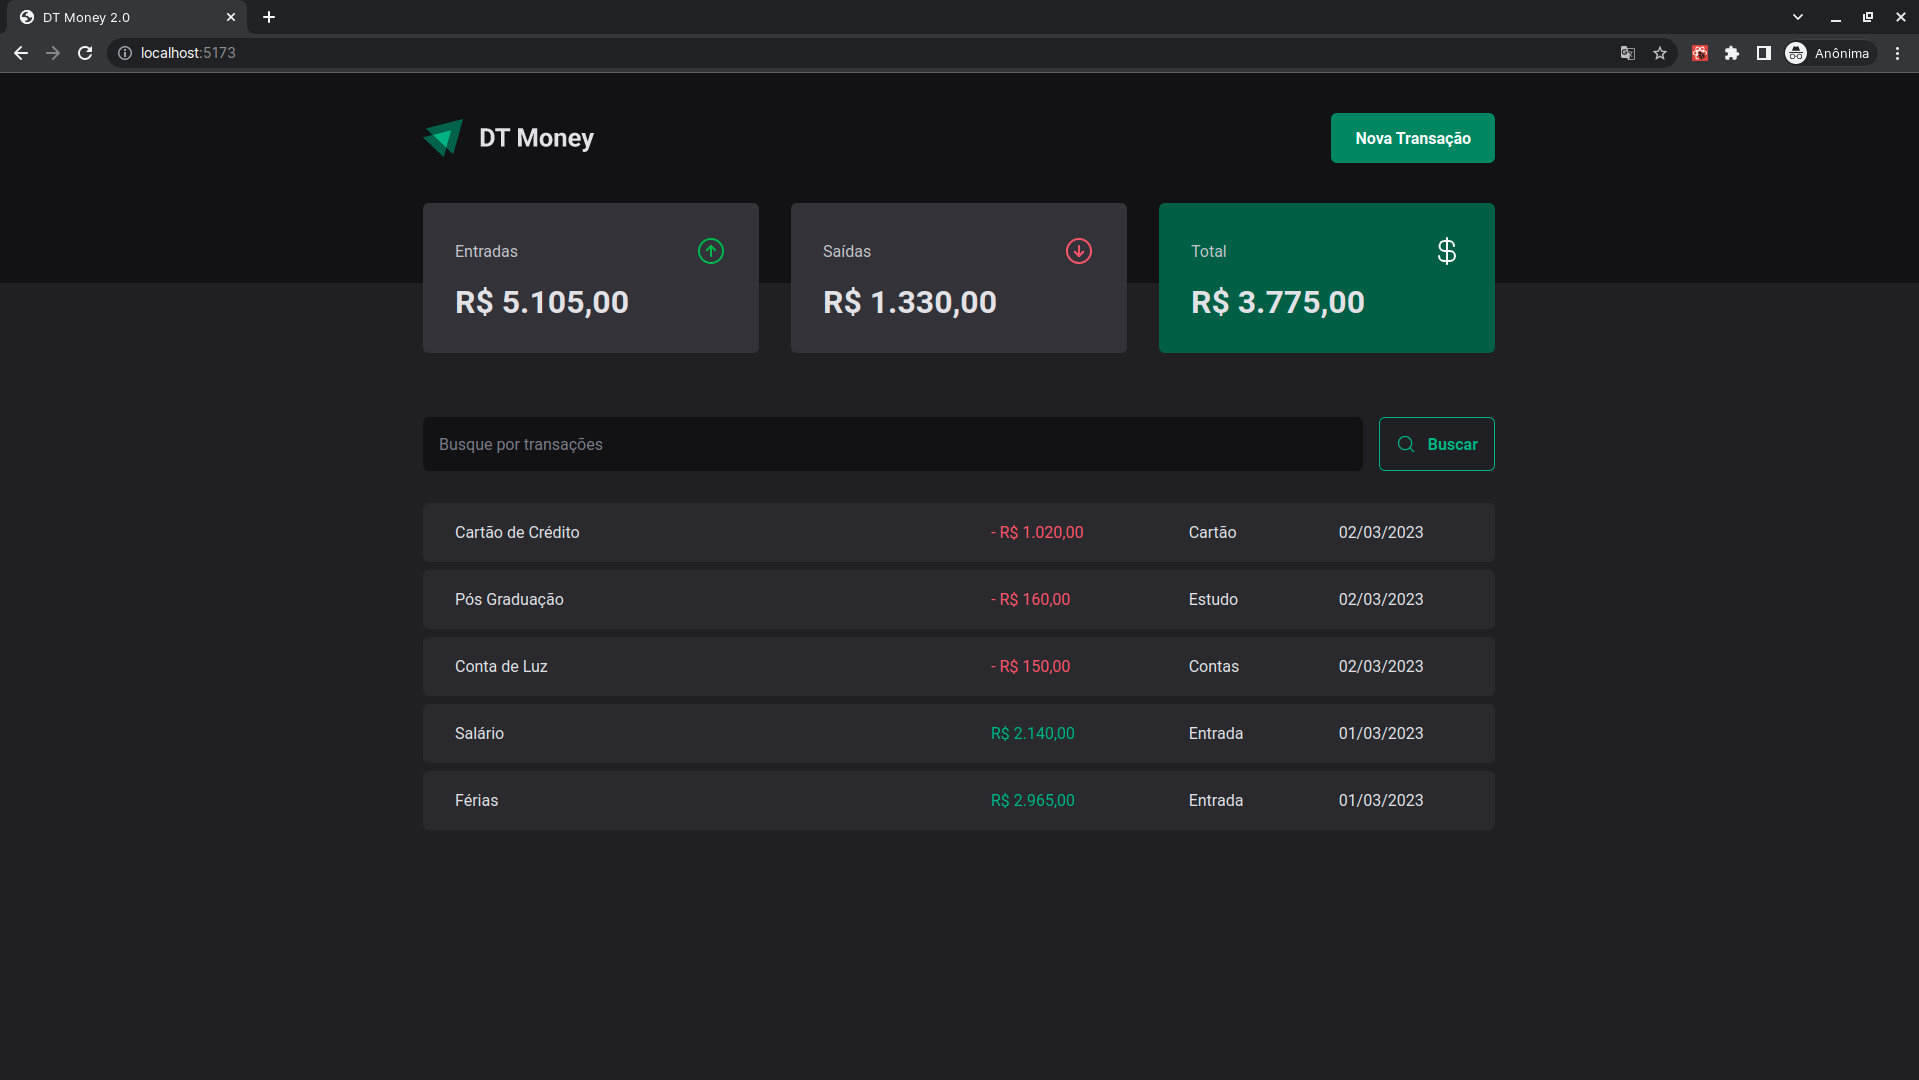 DT Money 2.0
localhost:5173
Anônima
DT Money
Nova Transação
Entradas
R$ 5.105,00
Saídas
R$ 1.330,00
Total
$
R$ 3.775,00
Busque por transações
Buscar
Cartão de Crédito - R$ 1.020,00 Cartão 02/03/2023
Pós Graduação - R$ 160,00 Estudo 02/03/2023
Conta de Luz - R$ 150,00 Contas 02/03/2023
Salário R$ 2.140,00 Entrada 01/03/2023
Férias R$ 2.965,00 Entrada 01/03/2023